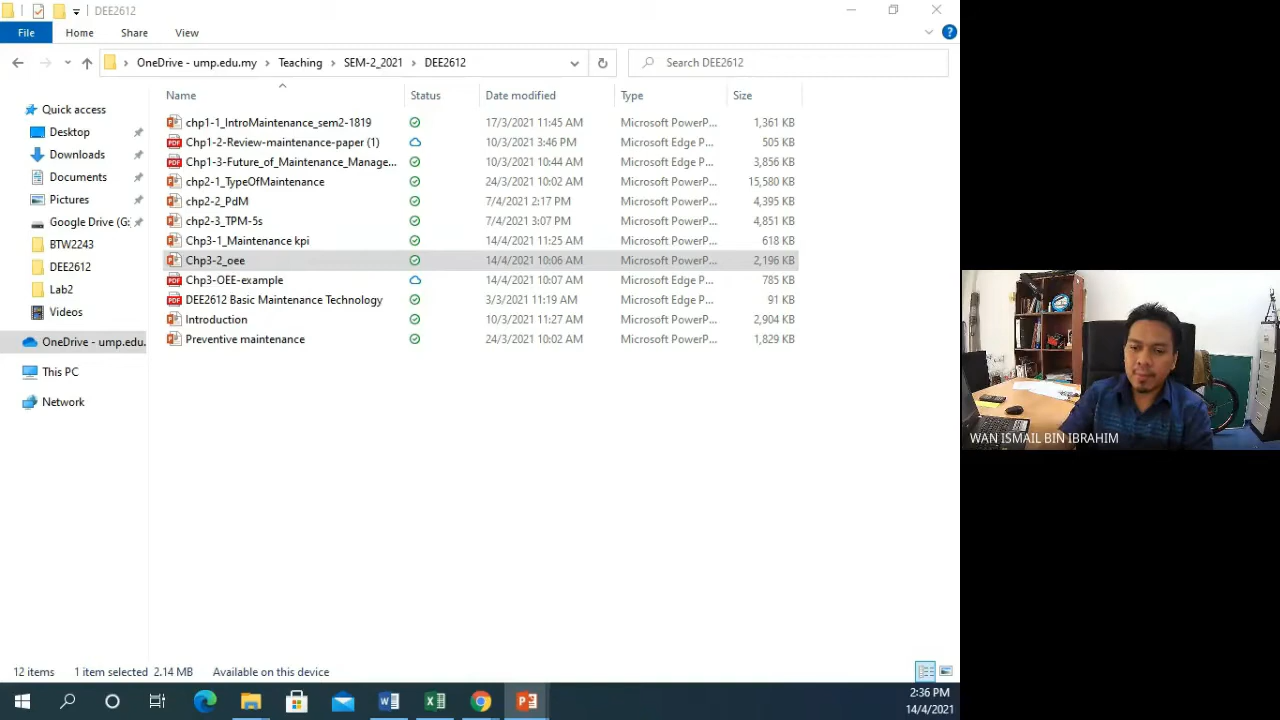 DEE2612
File Home Share View
OneDrive - ump.edu.my > Teaching > SEM-2_2021 > DEE2612
Search DEE2612
Name Status Date modified Type Size
Quick access
Desktop
Downloads
Documents
Pictures
Google Drive (G:
BTW2243
DEE2612
Lab2
Videos
OneDrive - ump.edu.
This PC
Network
chp1-1_IntroMaintenance_sem2-1819 17/3/2021 11:45 AM Microsoft PowerP... 1,361 KB
Chp1-2-Review-maintenance-paper (1) 10/3/2021 3:46 PM Microsoft Edge P... 505 KB
Chp1-3-Future_of_Maintenance_Manage... 10/3/2021 10:44 AM Microsoft Edge P... 3,856 KB
chp2-1_TypeOfMaintenance 24/3/2021 10:02 AM Microsoft PowerP... 15,580 KB
chp2-2_PdM 7/4/2021 2:17 PM Microsoft PowerP... 4,395 KB
chp2-3_TPM-5s 7/4/2021 3:07 PM Microsoft PowerP... 4,851 KB
Chp3-1_Maintenance kpi 14/4/2021 11:25 AM Microsoft PowerP... 618 KB
Chp3-2_oee 14/4/2021 10:06 AM Microsoft PowerP... 2,196 KB
Chp3-OEE-example 14/4/2021 10:07 AM Microsoft Edge P... 785 KB
DEE2612 Basic Maintenance Technology 3/3/2021 11:19 AM Microsoft Edge P... 91 KB
Introduction 10/3/2021 11:27 AM Microsoft PowerP... 2,904 KB
Preventive maintenance 24/3/2021 10:02 AM Microsoft PowerP... 1,829 KB
WAN ISMAIL BIN IBRAHIM
12 items 1 item selected 2.14 MB Available on this device
2:36 PM
14/4/2021